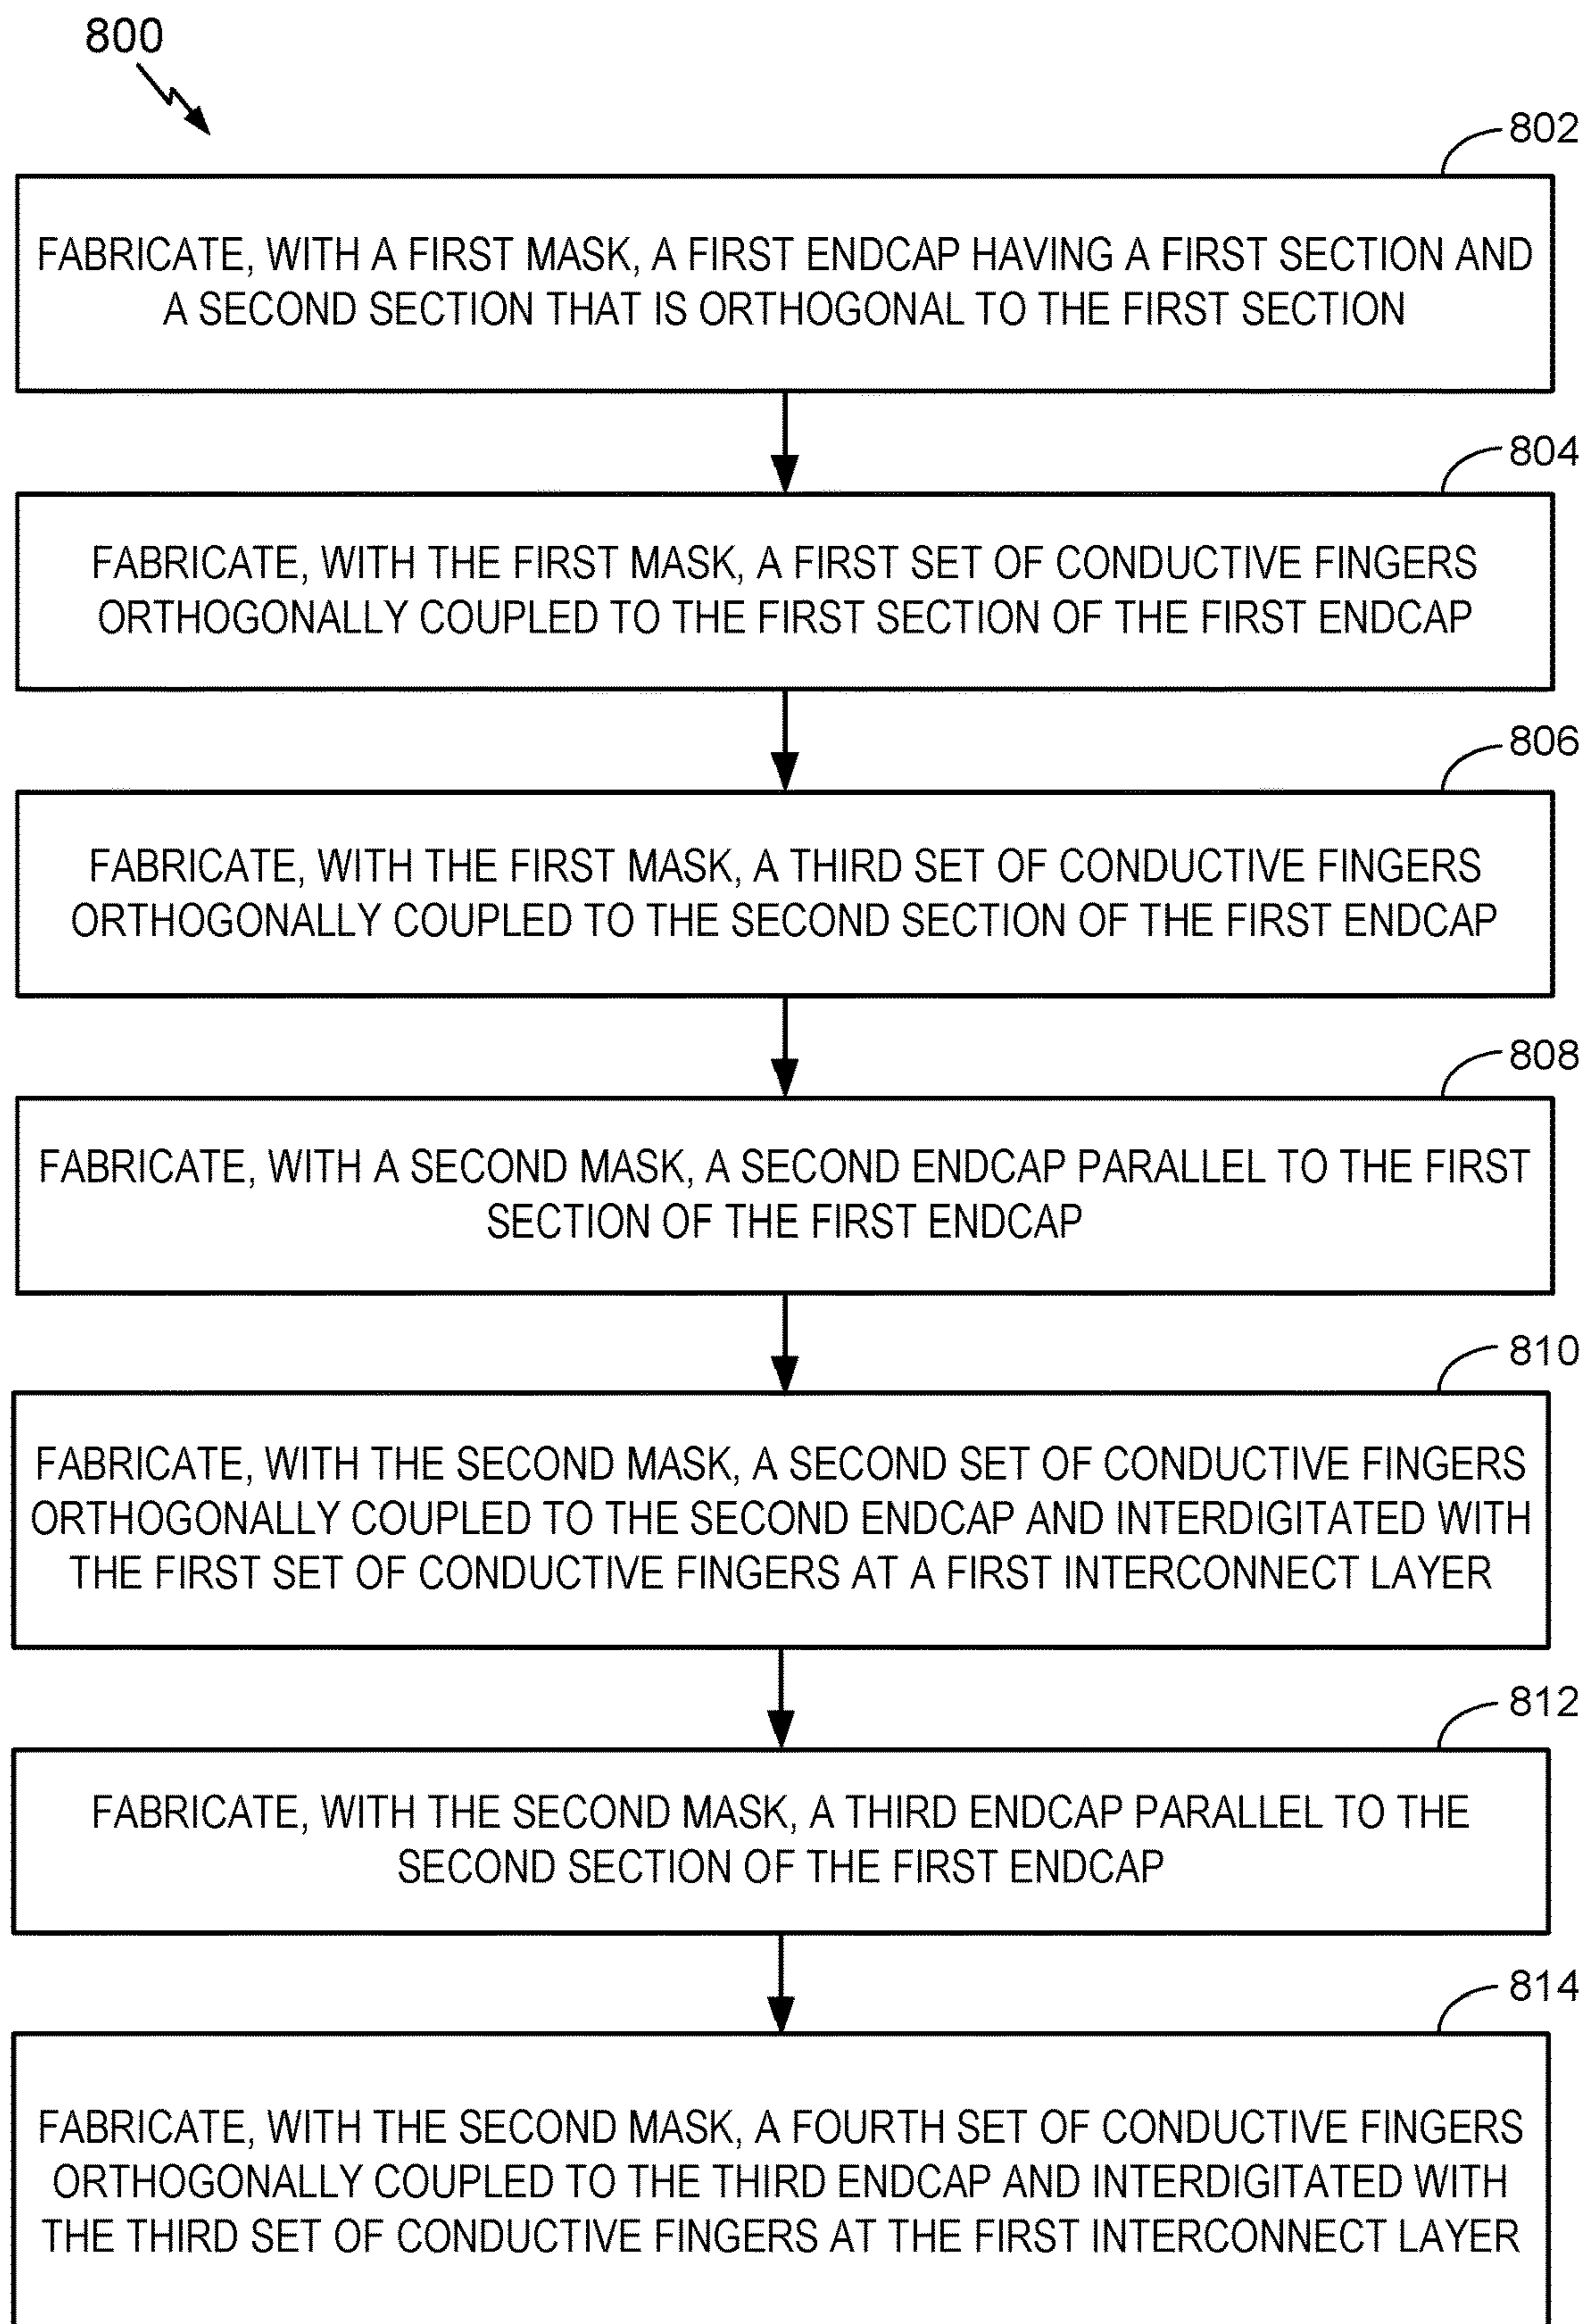 800
802
FABRICATE, WITH A FIRST MASK, A FIRST ENDCAP HAVING A FIRST SECTION AND
A SECOND SECTION THAT IS ORTHOGONAL TO THE FIRST SECTION
804
FABRICATE, WITH THE FIRST MASK, A FIRST SET OF CONDUCTIVE FINGERS
ORTHOGONALLY COUPLED TO THE FIRST SECTION OF THE FIRST ENDCAP
806
FABRICATE, WITH THE FIRST MASK, A THIRD SET OF CONDUCTIVE FINGERS
ORTHOGONALLY COUPLED TO THE SECOND SECTION OF THE FIRST ENDCAP
808
FABRICATE, WITH A SECOND MASK, A SECOND ENDCAP PARALLEL TO THE FIRST
SECTION OF THE FIRST ENDCAP
810
FABRICATE, WITH THE SECOND MASK, A SECOND SET OF CONDUCTIVE FINGERS
ORTHOGONALLY COUPLED TO THE SECOND ENDCAP AND INTERDIGITATED WITH
THE FIRST SET OF CONDUCTIVE FINGERS AT A FIRST INTERCONNECT LAYER
812
FABRICATE, WITH THE SECOND MASK, A THIRD ENDCAP PARALLEL TO THE
SECOND SECTION OF THE FIRST ENDCAP
814
FABRICATE, WITH THE SECOND MASK, A FOURTH SET OF CONDUCTIVE FINGERS
ORTHOGONALLY COUPLED TO THE THIRD ENDCAP AND INTERDIGITATED WITH
THE THIRD SET OF CONDUCTIVE FINGERS AT THE FIRST INTERCONNECT LAYER